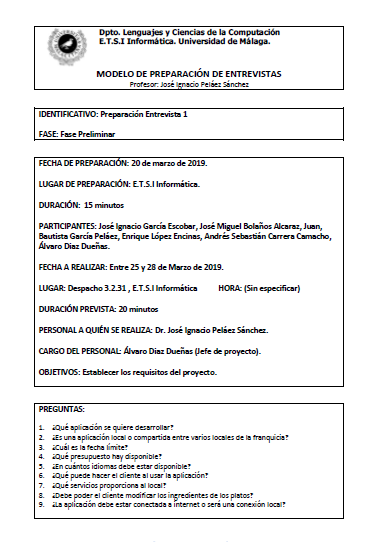 Dpto. Lenguajes y Ciencias de la Computación
E.T.S.I Informática. Universidad de Málaga.
MODELO DE PREPARACIÓN DE ENTREVISTAS
Profesor: José Ignacio Peláez Sánchez
IDENTIFICATIVO: Preparación Entrevista 1
FASE: Fase Preliminar
FECHA DE PREPARACIÓN: 20 de marzo de 2019.
LUGAR DE PREPARACIÓN: E.T.S.I Informática.
DURACIÓN: 15 minutos
PARTICIPANTES: José Ignacio García Escobar, José Miguel Bolaños Alcaraz, Juan,
Bautista García Peláez, Enrique López Encinas, Andrés Sebastián Carrera Camacho,
Álvaro Diaz Dueñas.
FECHA A REALIZAR: Entre 25 y 28 de Marzo de 2019.
LUGAR: Despacho 3.2.31 , E.T.S.I Informática HORA: (Sin especificar)
DURACIÓN PREVISTA: 20 minutos
PERSONAL A QUIÉN SE REALIZA: Dr. José Ignacio Peláez Sánchez.
CARGO DEL PERSONAL: Álvaro Diaz Dueñas (Jefe de proyecto).
OBJETIVOS: Establecer los requisitos del proyecto.
PREGUNTAS:
1. ¿Qué aplicación se quiere desarrollar?
2. ¿Es una aplicación local o compartida entre varios locales de la franquicia?
3. ¿Cuál es la fecha límite?
4. ¿Qué presupuesto hay disponible?
5. ¿En cuántos idiomas debe estar disponible?
6. ¿Qué puede hacer el cliente al usar la aplicación?
7. ¿Qué servicios proporciona al local?
8. ¿Debe poder el cliente modificar los ingredientes de los platos?
9. ¿La aplicación debe estar conectada a internet o será una conexión local?